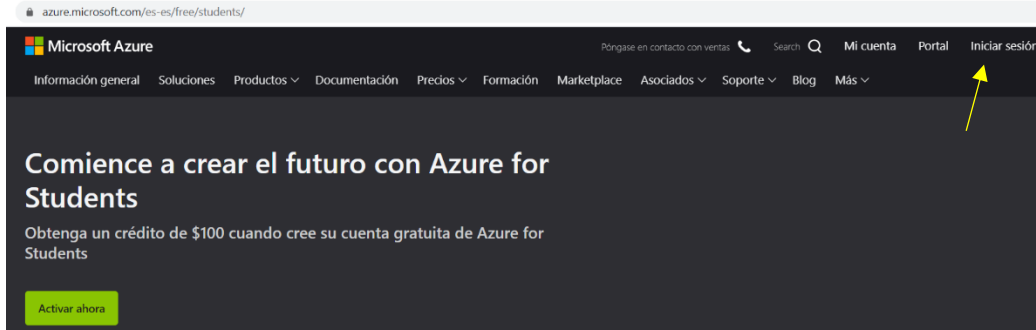 azure.microsoft.com/es-es/free/students/
Microsoft Azure
Póngase en contacto con ventas
Search
Mi cuenta
Portal
Iniciar sesión
Información general Soluciones Productos Documentación Precios Formación Marketplace Asociados Soporte Blog Más
Comience a crear el futuro con Azure for
Students
Obtenga un crédito de $100 cuando cree su cuenta gratuita de Azure for
Students
Activar ahora